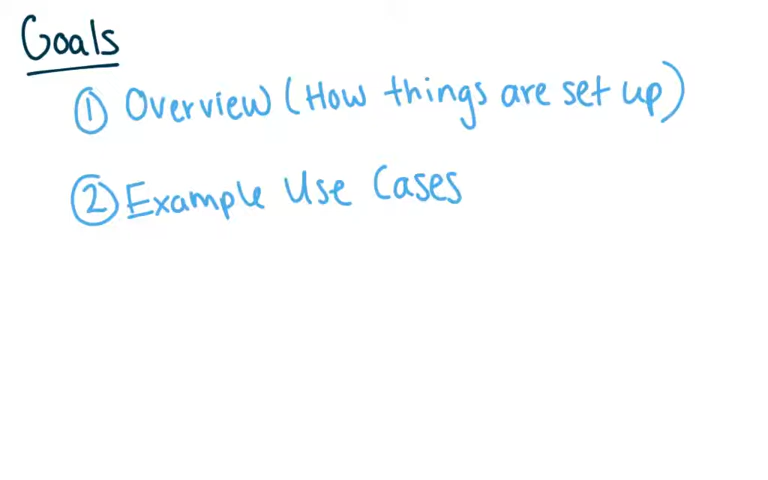 Goals
① Overview (How things are set up)
② Example Use Cases